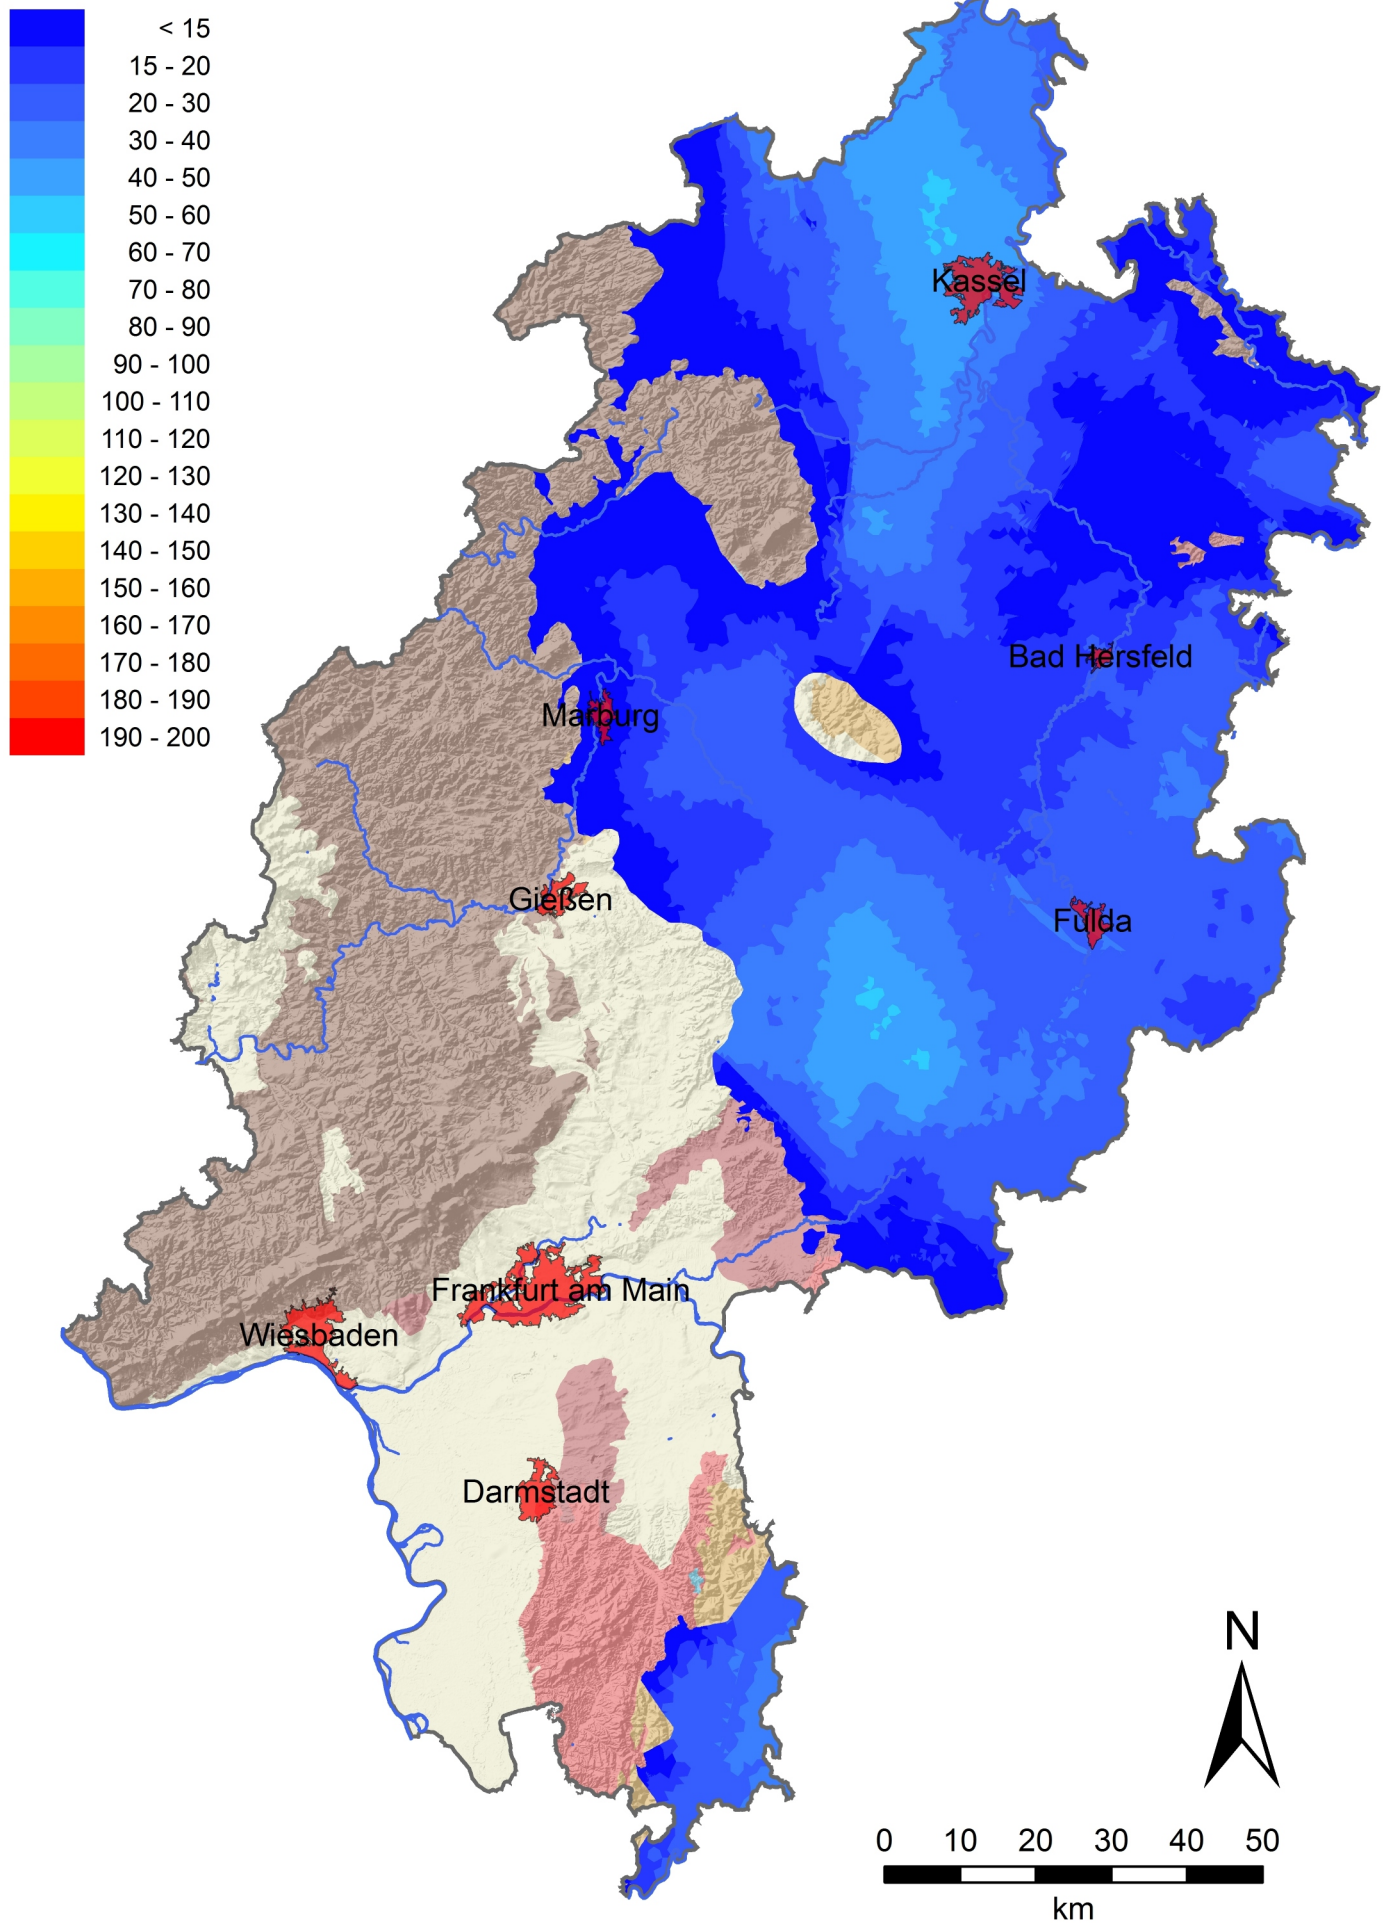 < 15
15 - 20
20 - 30
30 - 40
40 - 50
50 - 60
60 - 70
70 - 80
80 - 90
90 - 100
100 - 110
110 - 120
120 - 130
130 - 140
140 - 150
150 - 160
160 - 170
170 - 180
180 - 190
190 - 200
Kassel
Bad Hersfeld
Marburg
Gießen
Fulda
Frankfurt am Main
Wiesbaden
Darmstadt
N
0 10 20 30 40 50
km